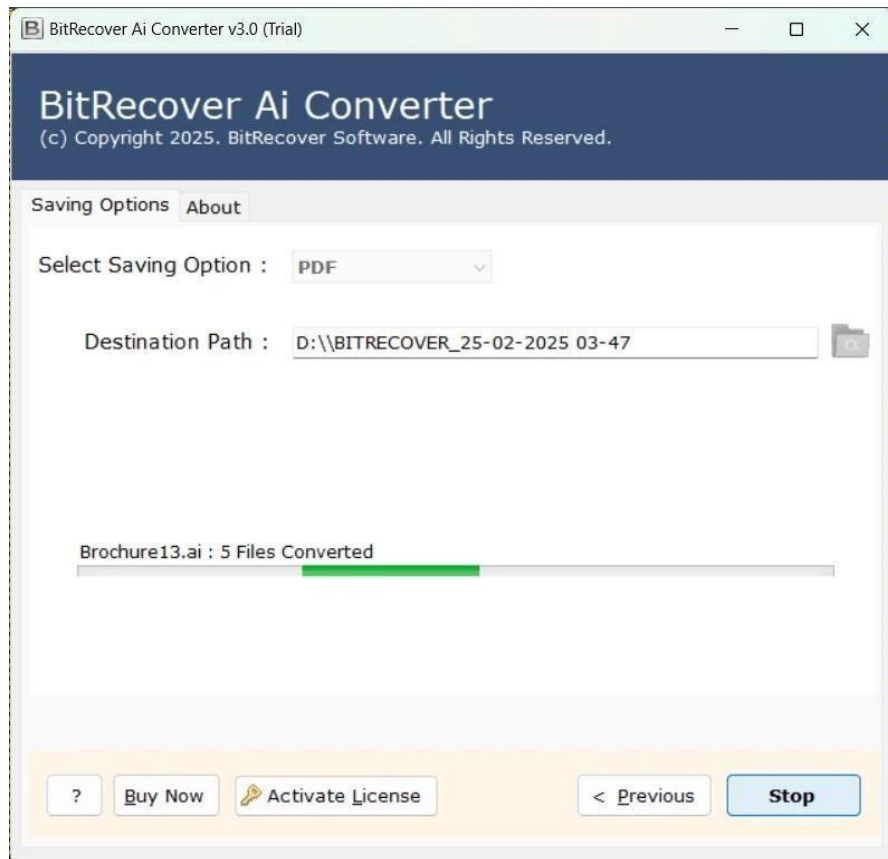 BitRecover Ai Converter v3.0 (Trial)
BitRecover Ai Converter
(c) Copyright 2025. BitRecover Software. All Rights Reserved.
Saving Options About
Select Saving Option : PDF
Destination Path : D:\\BITRECOVER_25-02-2025 03-47
Brochure13.ai : 5 Files Converted
? Buy Now Activate License < Previous Stop